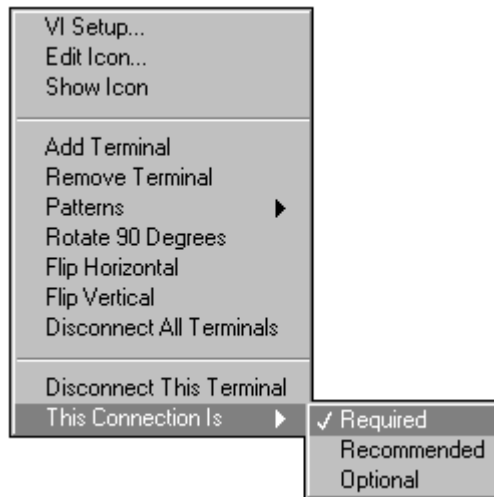 VI Setup...
Edit Icon...
Show Icon
Add Terminal
Remove Terminal
Patterns
Rotate 90 Degrees
Flip Horizontal
Flip Vertical
Disconnect All Terminals
Disconnect This Terminal
This Connection Is
✓ Required
Recommended
Optional